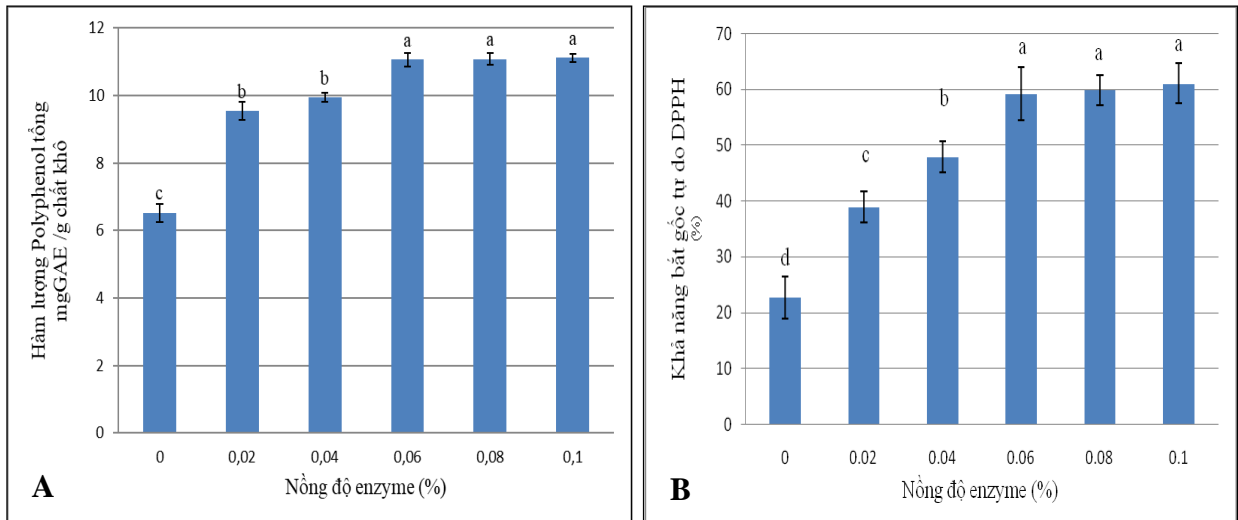 Hàm lượng Polyphenol tổng
mgGAE /g chất khô
12
10
8
6
4
2
0
c
b
b
a
a
a
0
0,02
0,04
0,06
0,08
0,1
Nồng độ enzyme (%)
A
Khả năng bắt gốc tự do DPPH
(%)
70
60
50
40
30
20
10
0
d
c
b
a
a
a
0
0.02
0.04
0.06
0.08
0.1
Nồng độ enzyme (%)
B